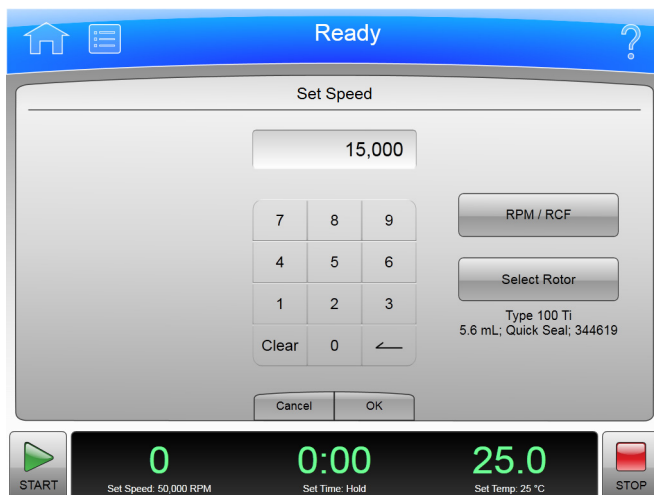 Ready
?
Set Speed
15,000
7 8 9
RPM / RCF
4 5 6
Select Rotor
1 2 3
Type 100 Ti
5.6 mL; Quick Seal; 344619
Clear 0
Cancel OK
0 0:00 25.0
START Set Speed: 50,000 RPM Set Time: Hold Set Temp: 25 °C STOP